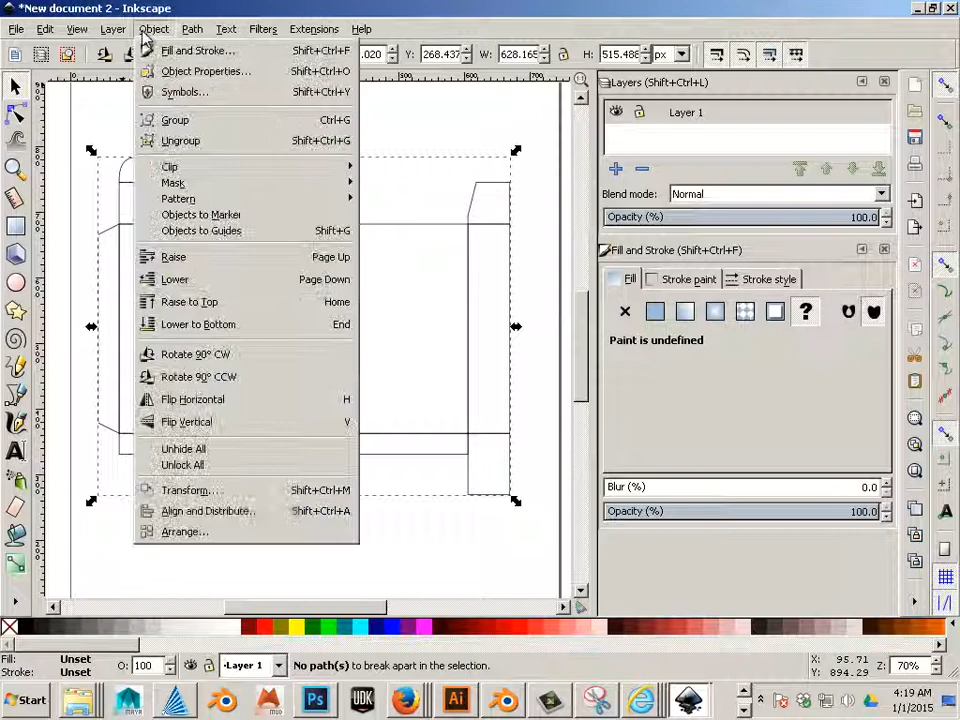 *New document 2 - Inkscape
File Edit View Layer Object Path Text Filters Extensions Help
.020 Y: 268.437 W: 628.165 H: 515.488 px
Fill and Stroke... Shift+Ctrl+F
Object Properties... Shift+Ctrl+O
Symbols... Shift+Ctrl+Y
Group Ctrl+G
Ungroup Shift+Ctrl+G
Clip
Mask
Pattern
Objects to Marker
Objects to Guides Shift+G
Raise Page Up
Lower Page Down
Raise to Top Home
Lower to Bottom End
Rotate 90° CW
Rotate 90° CCW
Flip Horizontal H
Flip Vertical V
Unhide All
Unlock All
Transform... Shift+Ctrl+M
Align and Distribute... Shift+Ctrl+A
Arrange...
Layers (Shift+Ctrl+L)
Layer 1
Blend mode: Normal
Opacity (%) 100.0
Fill and Stroke (Shift+Ctrl+F)
Fill Stroke paint Stroke style
?
Paint is undefined
Blur (%) 0.0
Opacity (%) 100.0
Fill: Unset
Stroke: Unset
O: 100
Layer 1
No path(s) to break apart in the selection.
X: 95.71
Y: 894.29
Z: 70%
Start
MAYA
MUD
Ps
UDK
Ai
4:19 AM
1/1/2015